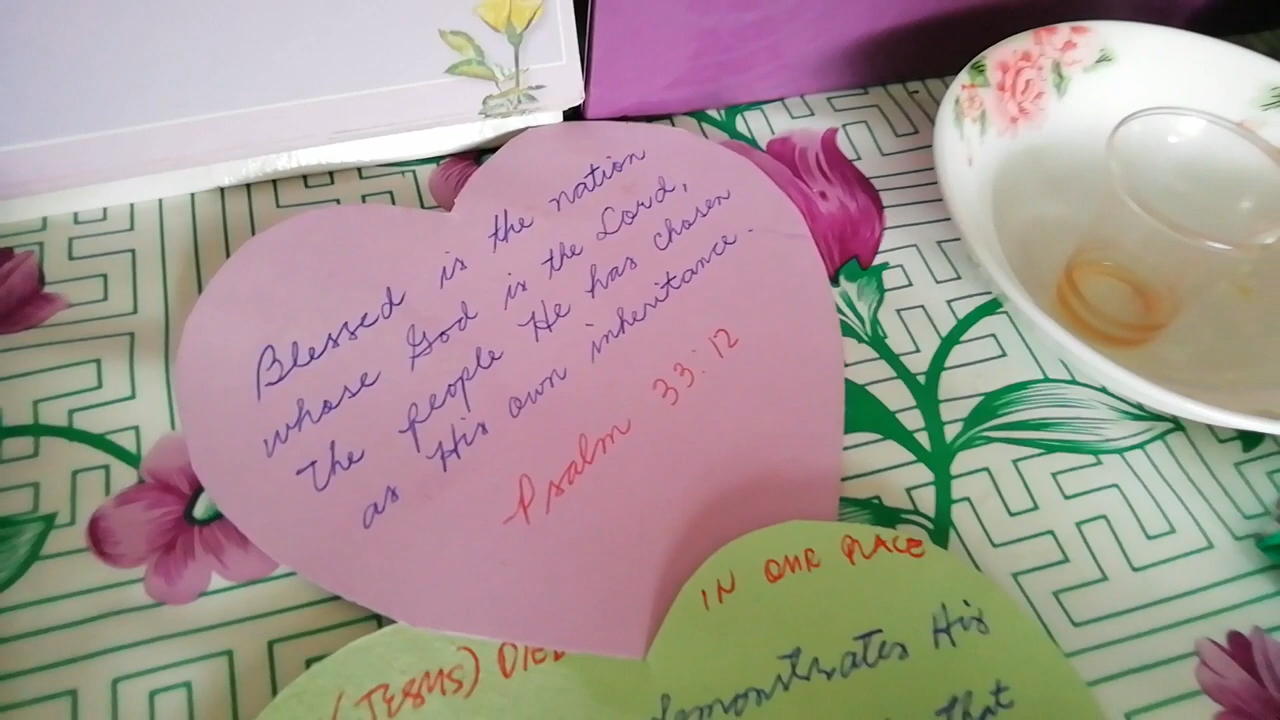 Blessed is the nation
whose God is the Lord,
The people He has chosen
as His own inheritance.
Psalm 33:12
(JESUS) DIED
IN OUR PLACE
demonstrates His
that